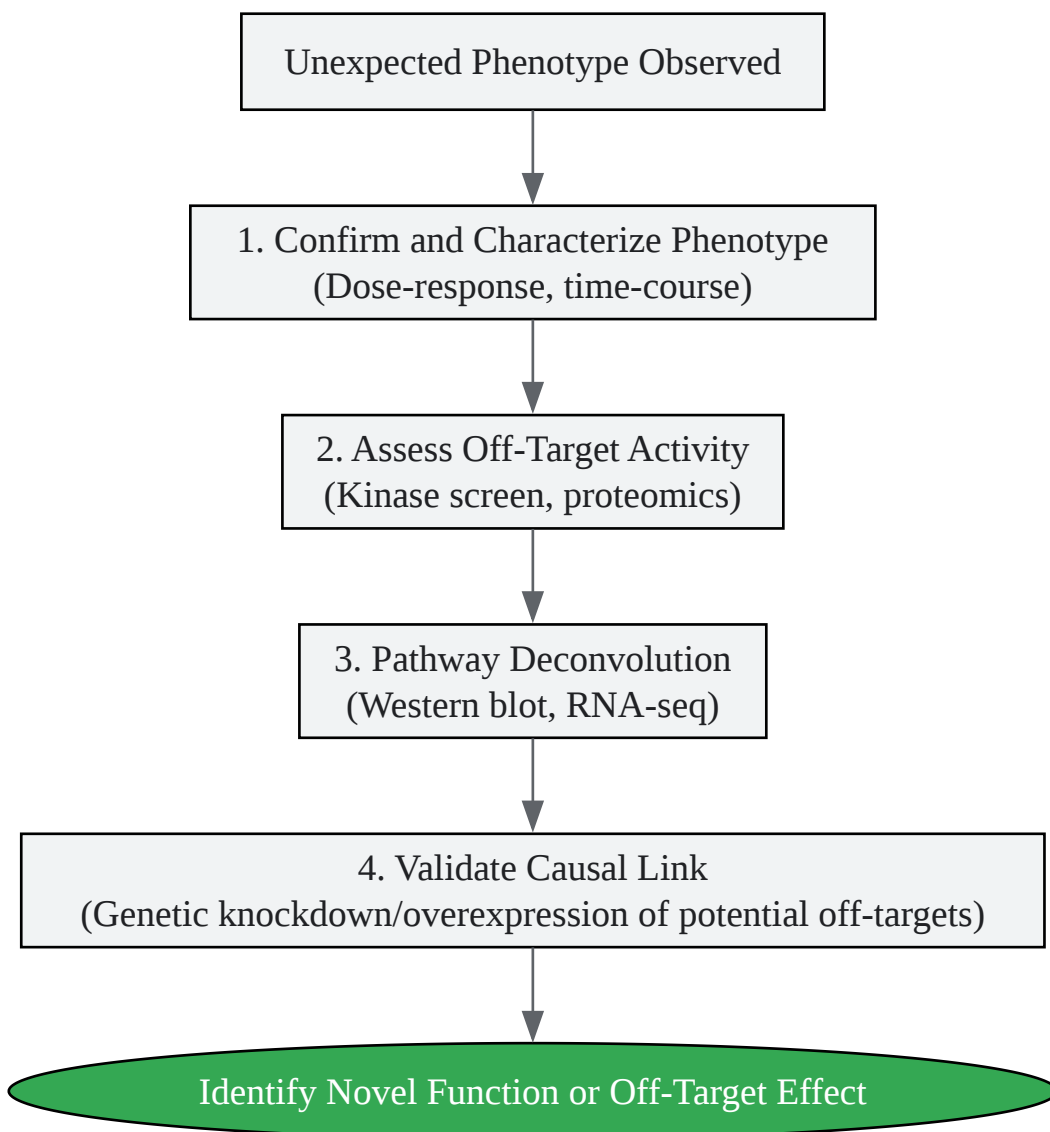 Unexpected Phenotype Observed
1. Confirm and Characterize Phenotype
(Dose-response, time-course)
2. Assess Off-Target Activity
(Kinase screen, proteomics)
3. Pathway Deconvolution
(Western blot, RNA-seq)
4. Validate Causal Link
(Genetic knockdown/overexpression of potential off-targets)
Identify Novel Function or Off-Target Effect